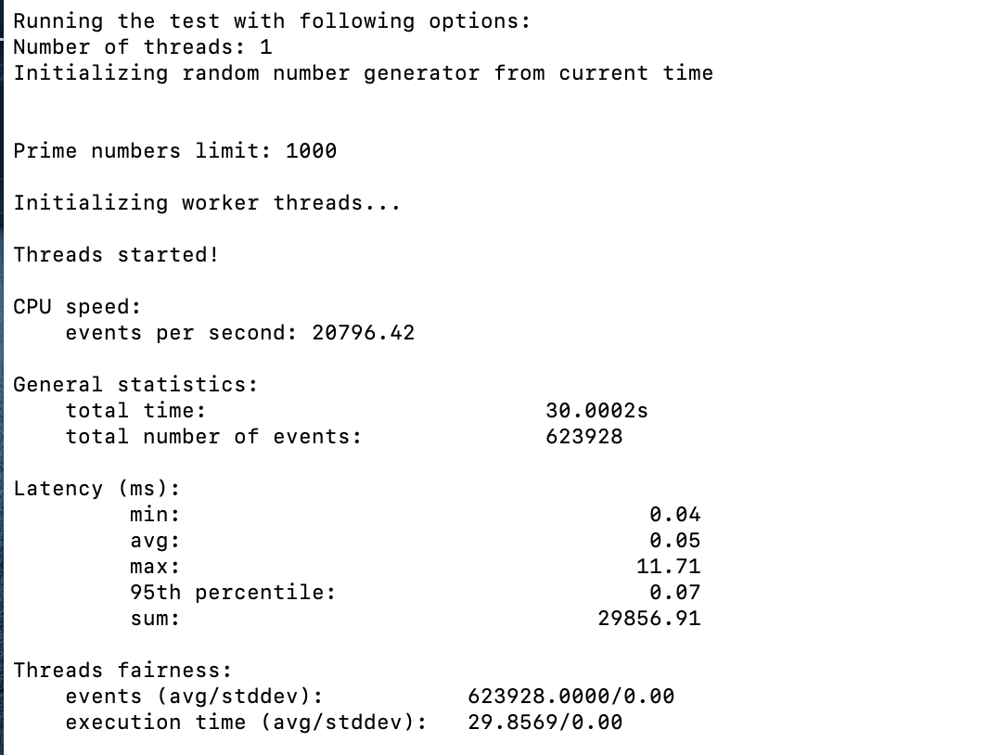 Running the test with following options:
Number of threads: 1
Initializing random number generator from current time
Prime numbers limit: 1000
Initializing worker threads...
Threads started!
CPU speed:
events per second: 20796.42
General statistics:
total time: 30.0002s
total number of events: 623928
Latency (ms):
min: 0.04
avg: 0.05
max: 11.71
95th percentile: 0.07
sum: 29856.91
Threads fairness:
events (avg/stddev): 623928.0000/0.00
execution time (avg/stddev): 29.8569/0.00